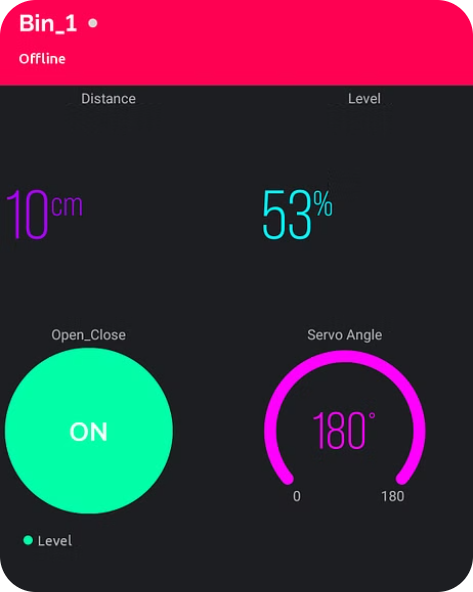 Bin_1
Offline
Distance
Level
10cm
53%
Open_Close
Servo Angle
ON
180°
0
180
Level